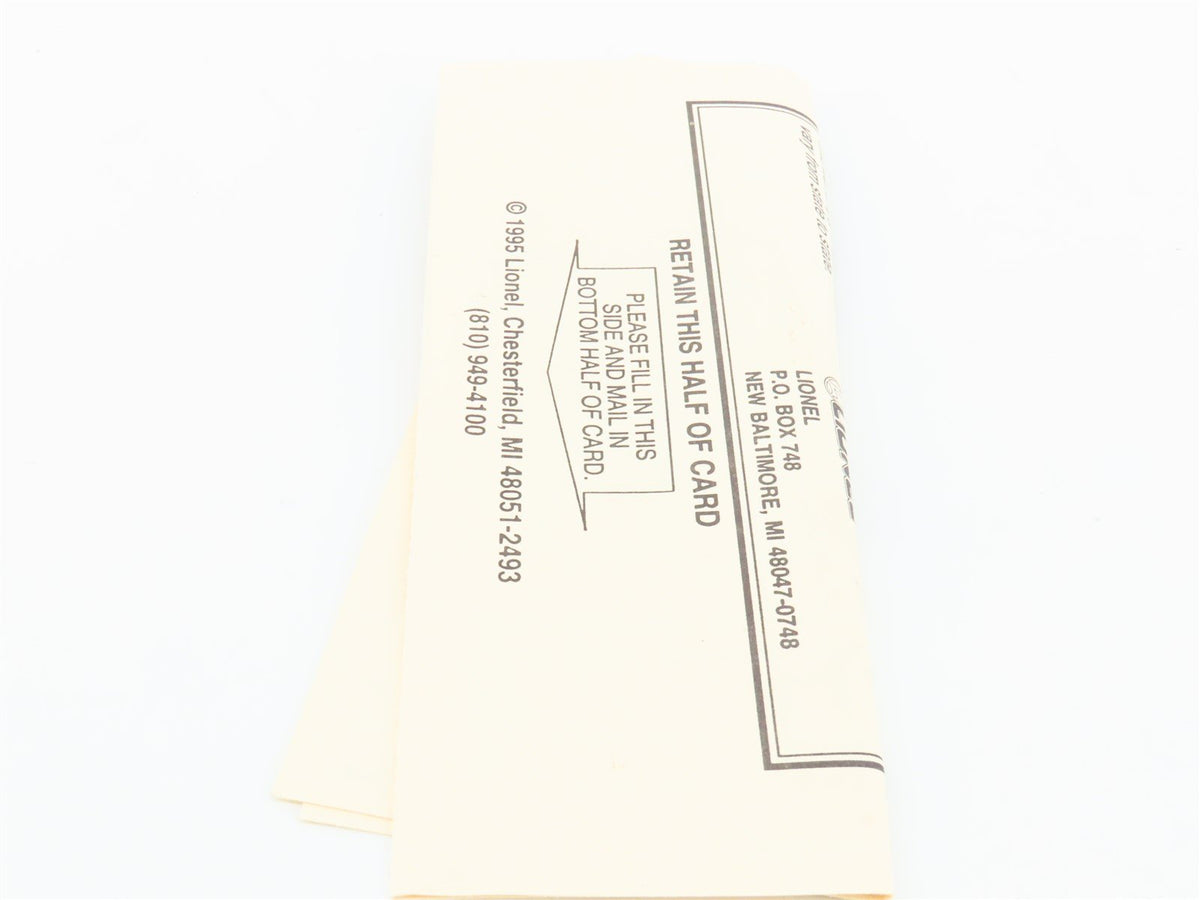 vary from state to state.
LIONEL
LIONEL
P.O. BOX 748
NEW BALTIMORE, MI 48047-0748
RETAIN THIS HALF OF CARD
PLEASE FILL IN THIS
SIDE AND MAIL IN
BOTTOM HALF OF CARD.
© 1995 Lionel, Chesterfield, MI 48051-2493
(810) 949-4100